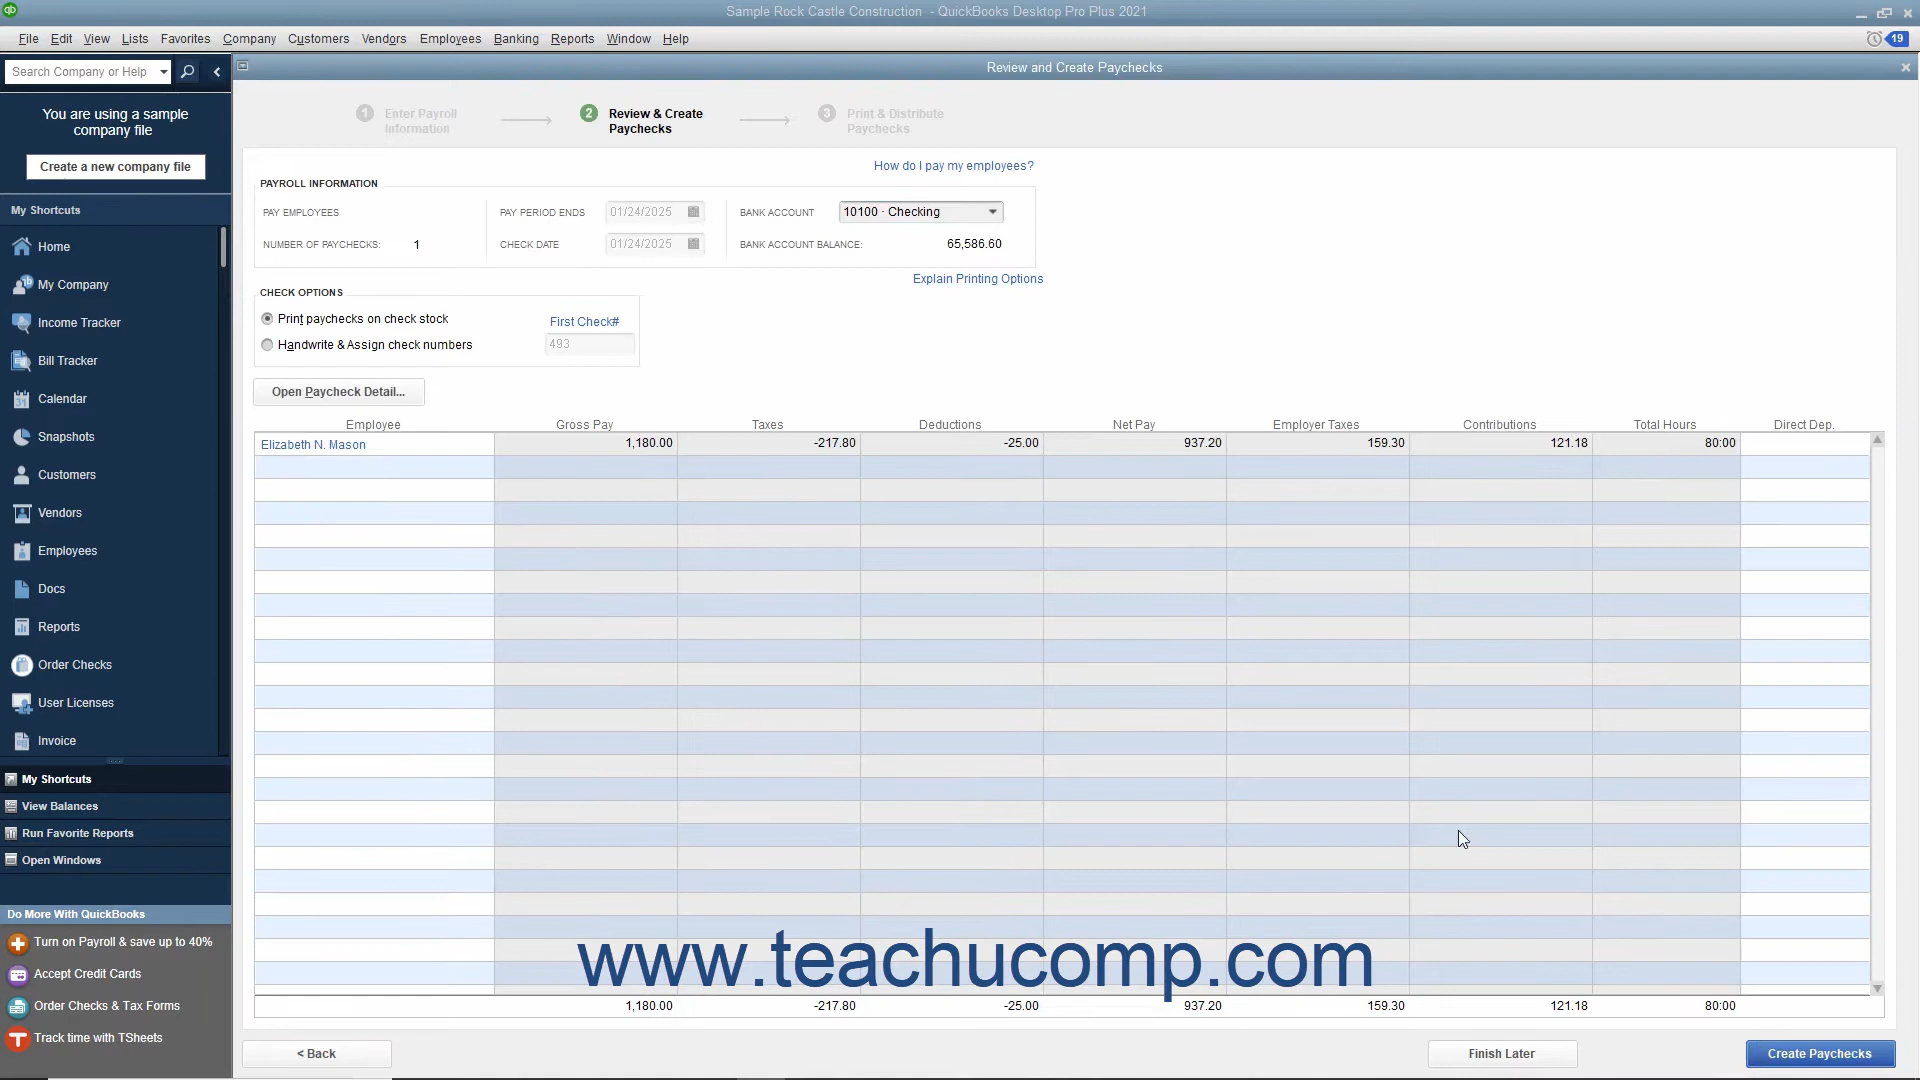 Sample Rock Castle Construction - QuickBooks Desktop Pro Plus 2021
File Edit View Lists Favorites Company Customers Vendors Employees Banking Reports Window Help
19
Search Company or Help
Review and Create Paychecks
You are using a sample
company file
Create a new company file
1 Enter Payroll
Information
2 Review & Create
Paychecks
3 Print & Distribute
Paychecks
How do I pay my employees?
PAYROLL INFORMATION
PAY EMPLOYEES
PAY PERIOD ENDS 01/24/2025
BANK ACCOUNT 10100 · Checking
NUMBER OF PAYCHECKS: 1
CHECK DATE 01/24/2025
BANK ACCOUNT BALANCE: 65,586.60
Explain Printing Options
CHECK OPTIONS
Print paychecks on check stock
First Check#
Handwrite & Assign check numbers
493
Open Paycheck Detail...
Employee Gross Pay Taxes Deductions Net Pay Employer Taxes Contributions Total Hours Direct Dep.
Elizabeth N. Mason 1,180.00 -217.80 -25.00 937.20 159.30 121.18 80:00
1,180.00 -217.80 -25.00 937.20 159.30 121.18 80:00
< Back
Finish Later
Create Paychecks
My Shortcuts
Home
My Company
Income Tracker
Bill Tracker
31
Calendar
Snapshots
Customers
Vendors
Employees
Docs
Reports
Order Checks
User Licenses
Invoice
My Shortcuts
View Balances
Run Favorite Reports
Open Windows
Do More With QuickBooks
Turn on Payroll & save up to 40%
Accept Credit Cards
Order Checks & Tax Forms
Track time with TSheets
www.teachucomp.com